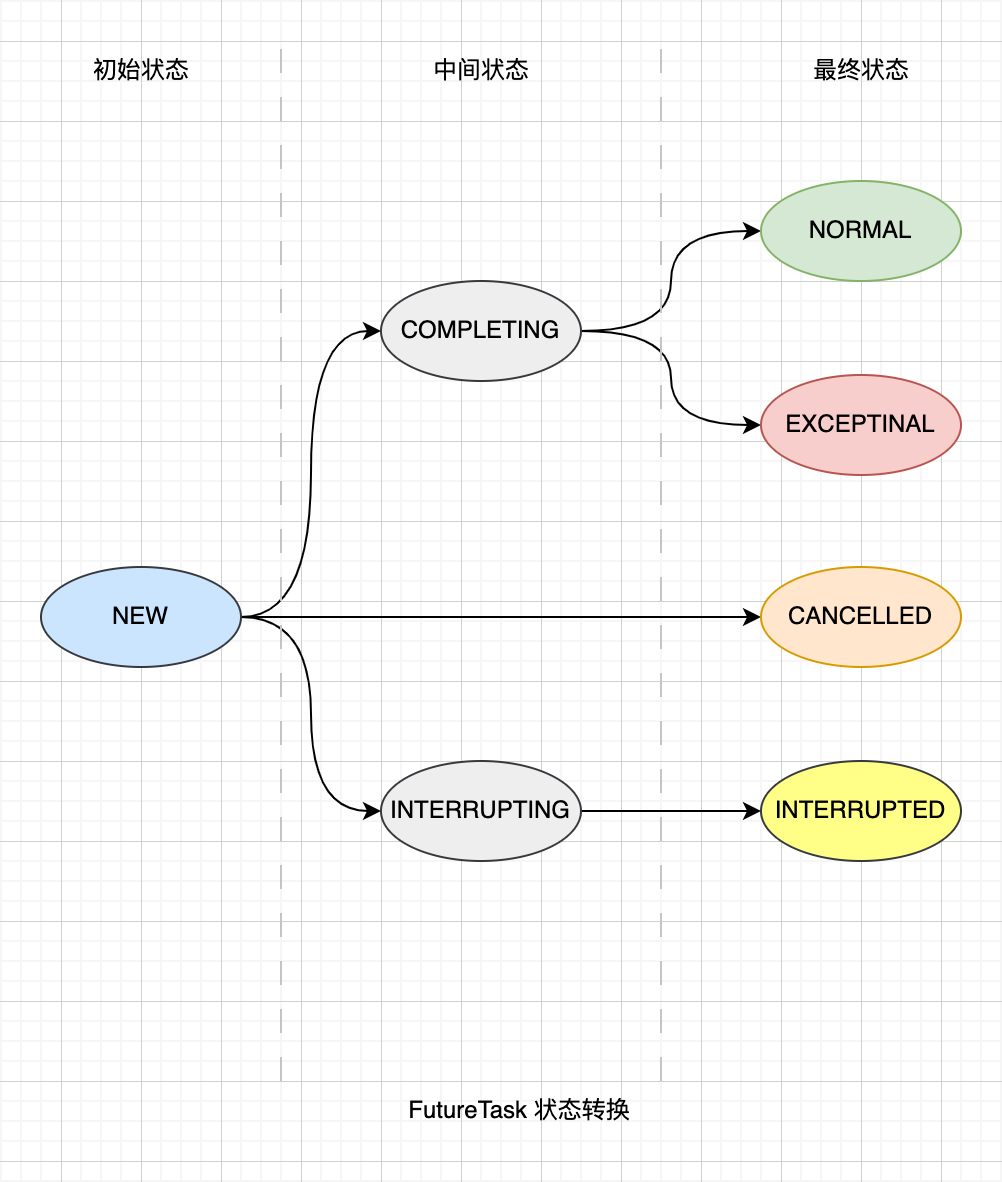 初始状态
中间状态
最终状态
NORMAL
COMPLETING
EXCEPTINAL
NEW
CANCELLED
INTERRUPTING
INTERRUPTED
FutureTask 状态转换